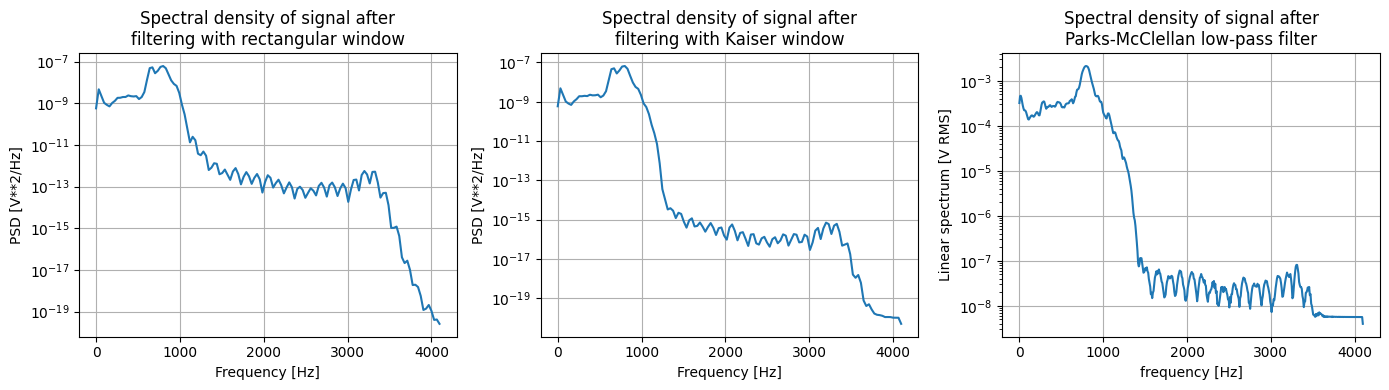 Spectral density of signal after
filtering with rectangular window
PSD [V**2/Hz]
10⁻⁷
10⁻⁹
10⁻¹¹
10⁻¹³
10⁻¹⁵
10⁻¹⁷
10⁻¹⁹
0 1000 2000 3000 4000
Frequency [Hz]
Spectral density of signal after
filtering with Kaiser window
PSD [V**2/Hz]
10⁻⁷
10⁻⁹
10⁻¹¹
10⁻¹³
10⁻¹⁵
10⁻¹⁷
10⁻¹⁹
0 1000 2000 3000 4000
Frequency [Hz]
Spectral density of signal after
Parks-McClellan low-pass filter
Linear spectrum [V RMS]
10⁻³
10⁻⁴
10⁻⁵
10⁻⁶
10⁻⁷
10⁻⁸
0 1000 2000 3000 4000
frequency [Hz]